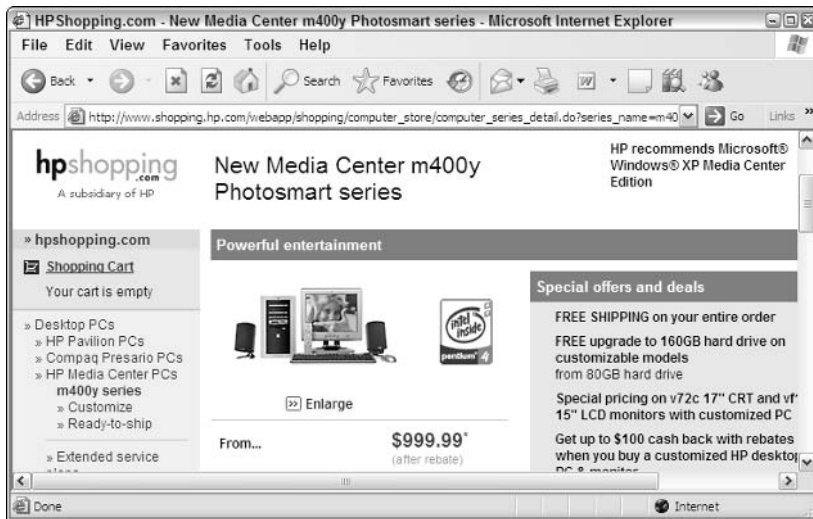 HPShopping.com - New Media Center m400y Photosmart series - Microsoft Internet Explorer
File Edit View Favorites Tools Help
Back Search Favorites
Address http://www.shopping.hp.com/webapp/shopping/computer_store/computer_series_detail.do?series_name=m40 Go Links »
hpshopping
.com
A subsidiary of HP
New Media Center m400y
Photosmart series
HP recommends Microsoft®
Windows® XP Media Center
Edition
» hpshopping.com
Shopping Cart
Your cart is empty
» Desktop PCs
» HP Pavilion PCs
» Compaq Presario PCs
» HP Media Center PCs
m400y series
» Customize
» Ready-to-ship
» Extended service
Powerful entertainment
intel
inside
pentium 4
» Enlarge
From... $999.99*
(after rebate)
Special offers and deals
FREE SHIPPING on your entire order
FREE upgrade to 160GB hard drive on
customizable models
from 80GB hard drive
Special pricing on v72c 17" CRT and vf
15" LCD monitors with customized PC
Get up to $100 cash back with rebates
when you buy a customized HP desktop
PC & monitor
Done Internet